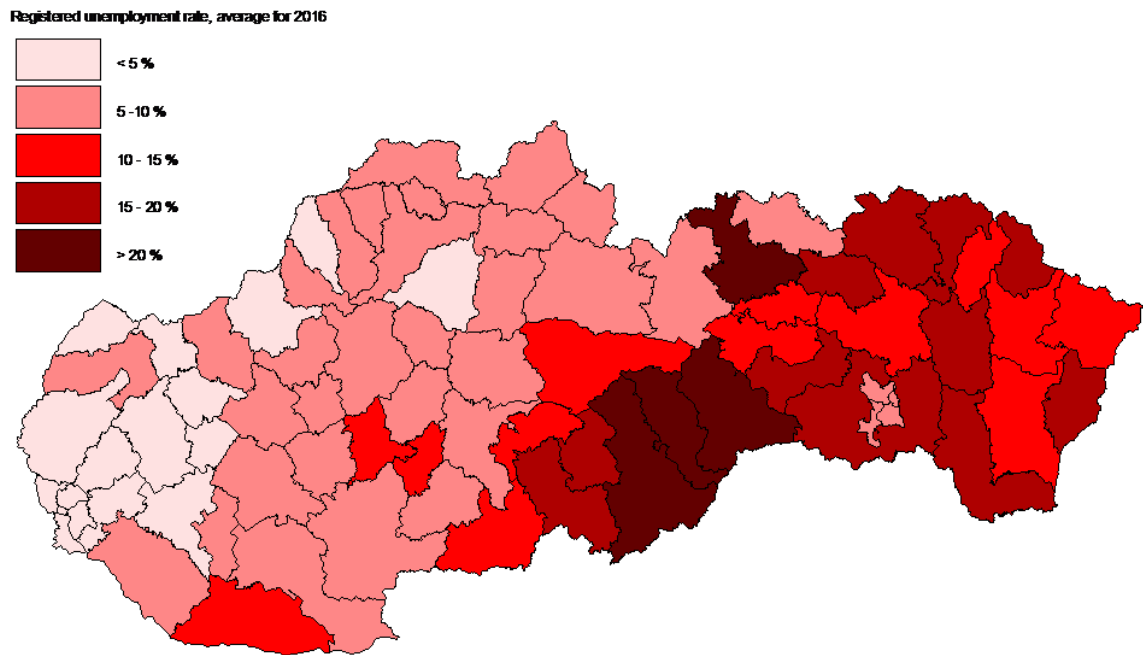 Registered unemployment rate, average for 2016
< 5 %
5 -10 %
10 - 15 %
15 - 20 %
> 20 %